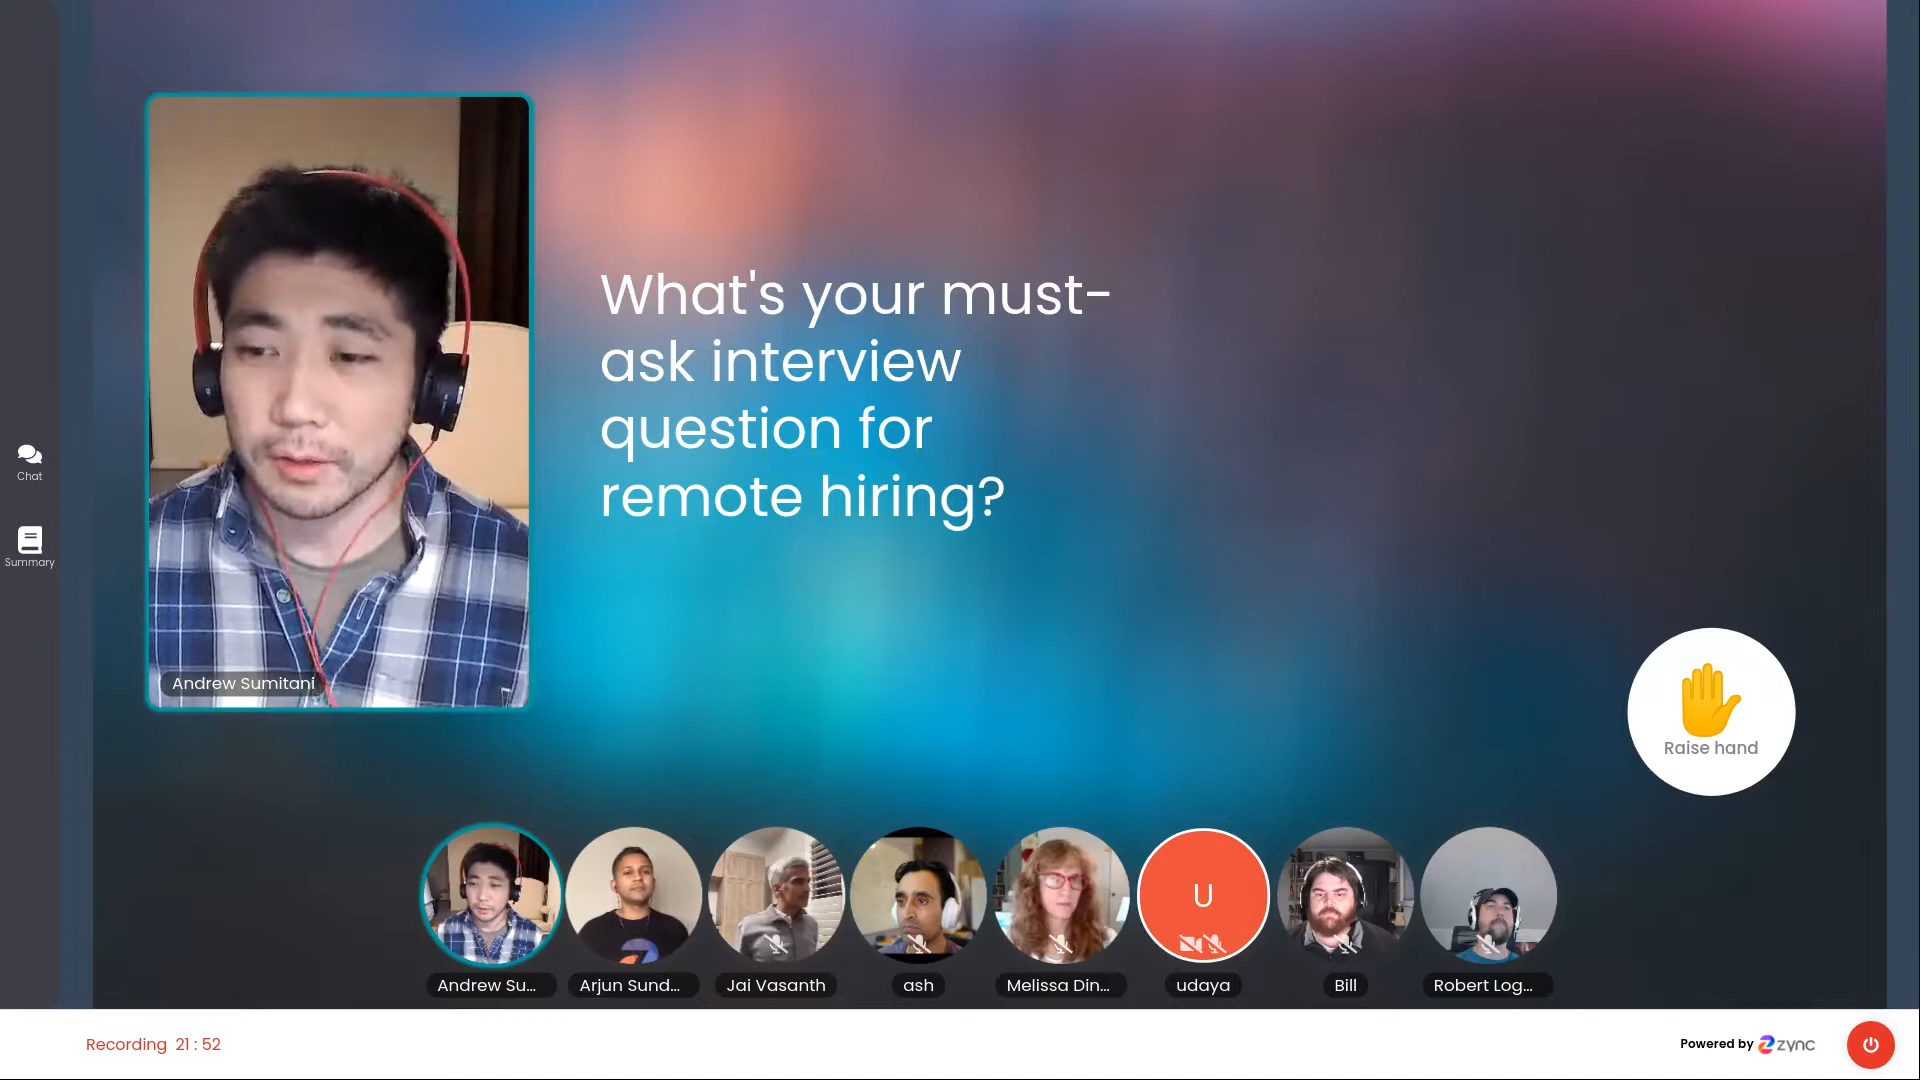 What's your must-
ask interview
question for
remote hiring?
Chat
Summary
Andrew Sumitani
Raise hand
U
Andrew Su...
Arjun Sund...
Jai Vasanth
ash
Melissa Din...
udaya
Bill
Robert Log...
Recording 21 : 52
Powered by zync